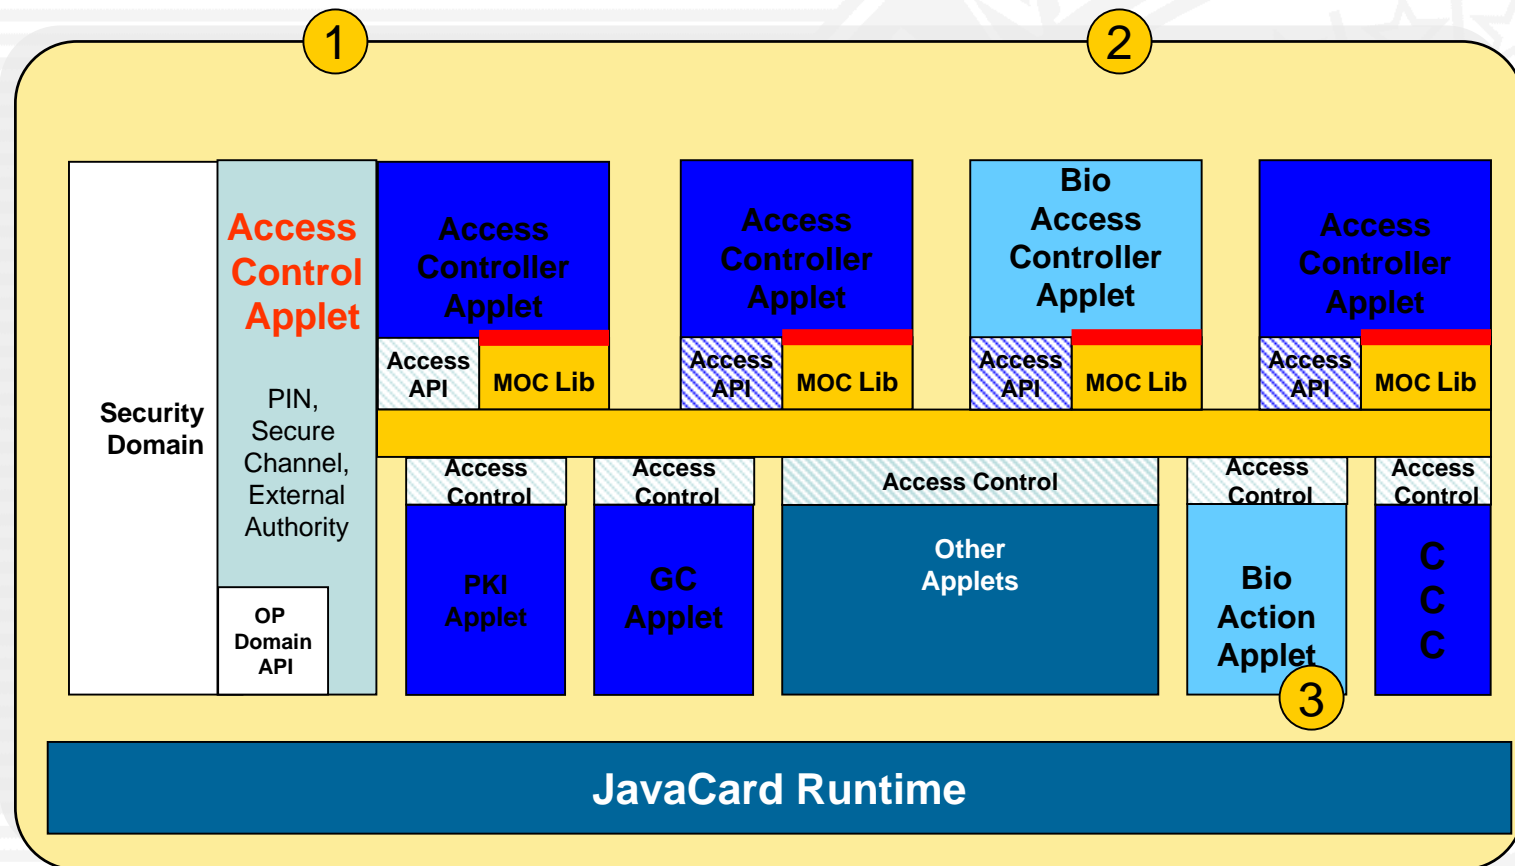 1
2
Security
Domain
Access
Control
Applet
PIN,
Secure
Channel,
External
Authority
OP
Domain
API
Access
Controller
Applet
Access
API
MOC Lib
Access
Controller
Applet
Access
API
MOC Lib
Bio
Access
Controller
Applet
Access
API
MOC Lib
Access
Controller
Applet
Access
API
MOC Lib
Access
Control
PKI
Applet
Access
Control
GC
Applet
Access Control
Other
Applets
Access
Control
Bio
Action
Applet
3
Access
Control
C
C
C
JavaCard Runtime